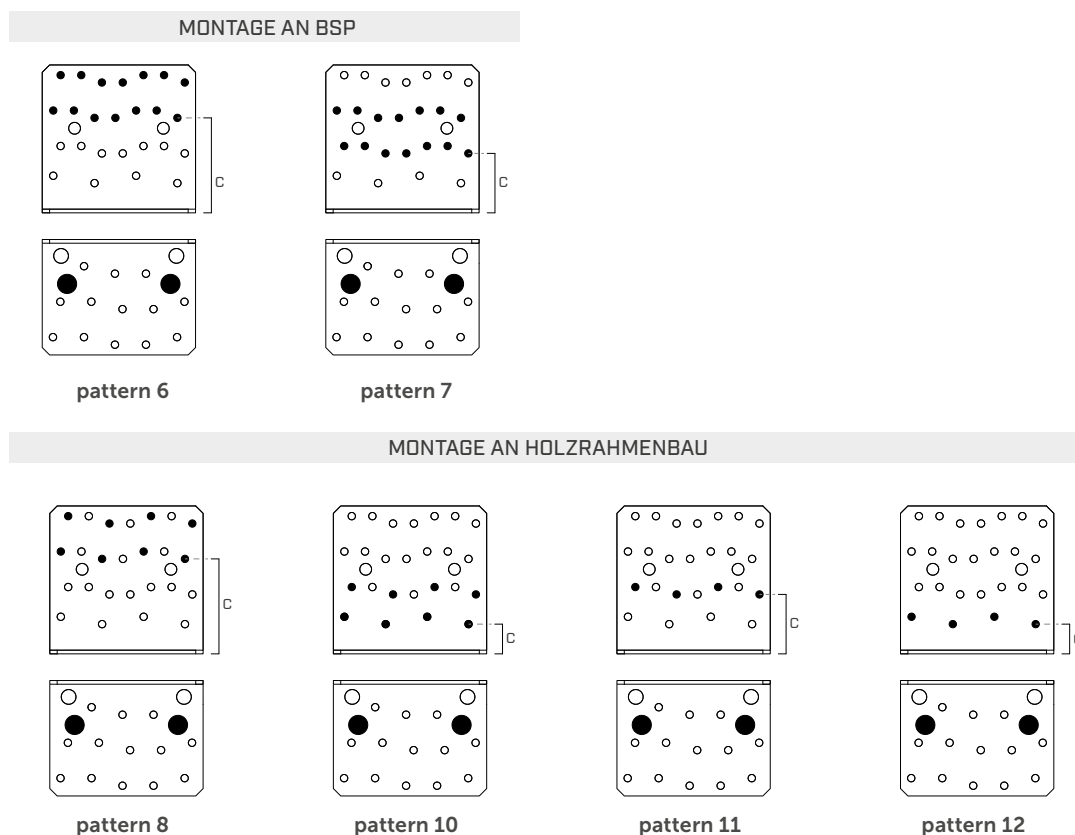 MONTAGE AN BSP
C
C
pattern 6
pattern 7
MONTAGE AN HOLZRAHMENBAU
C
C
C
pattern 8
pattern 10
pattern 11
pattern 12